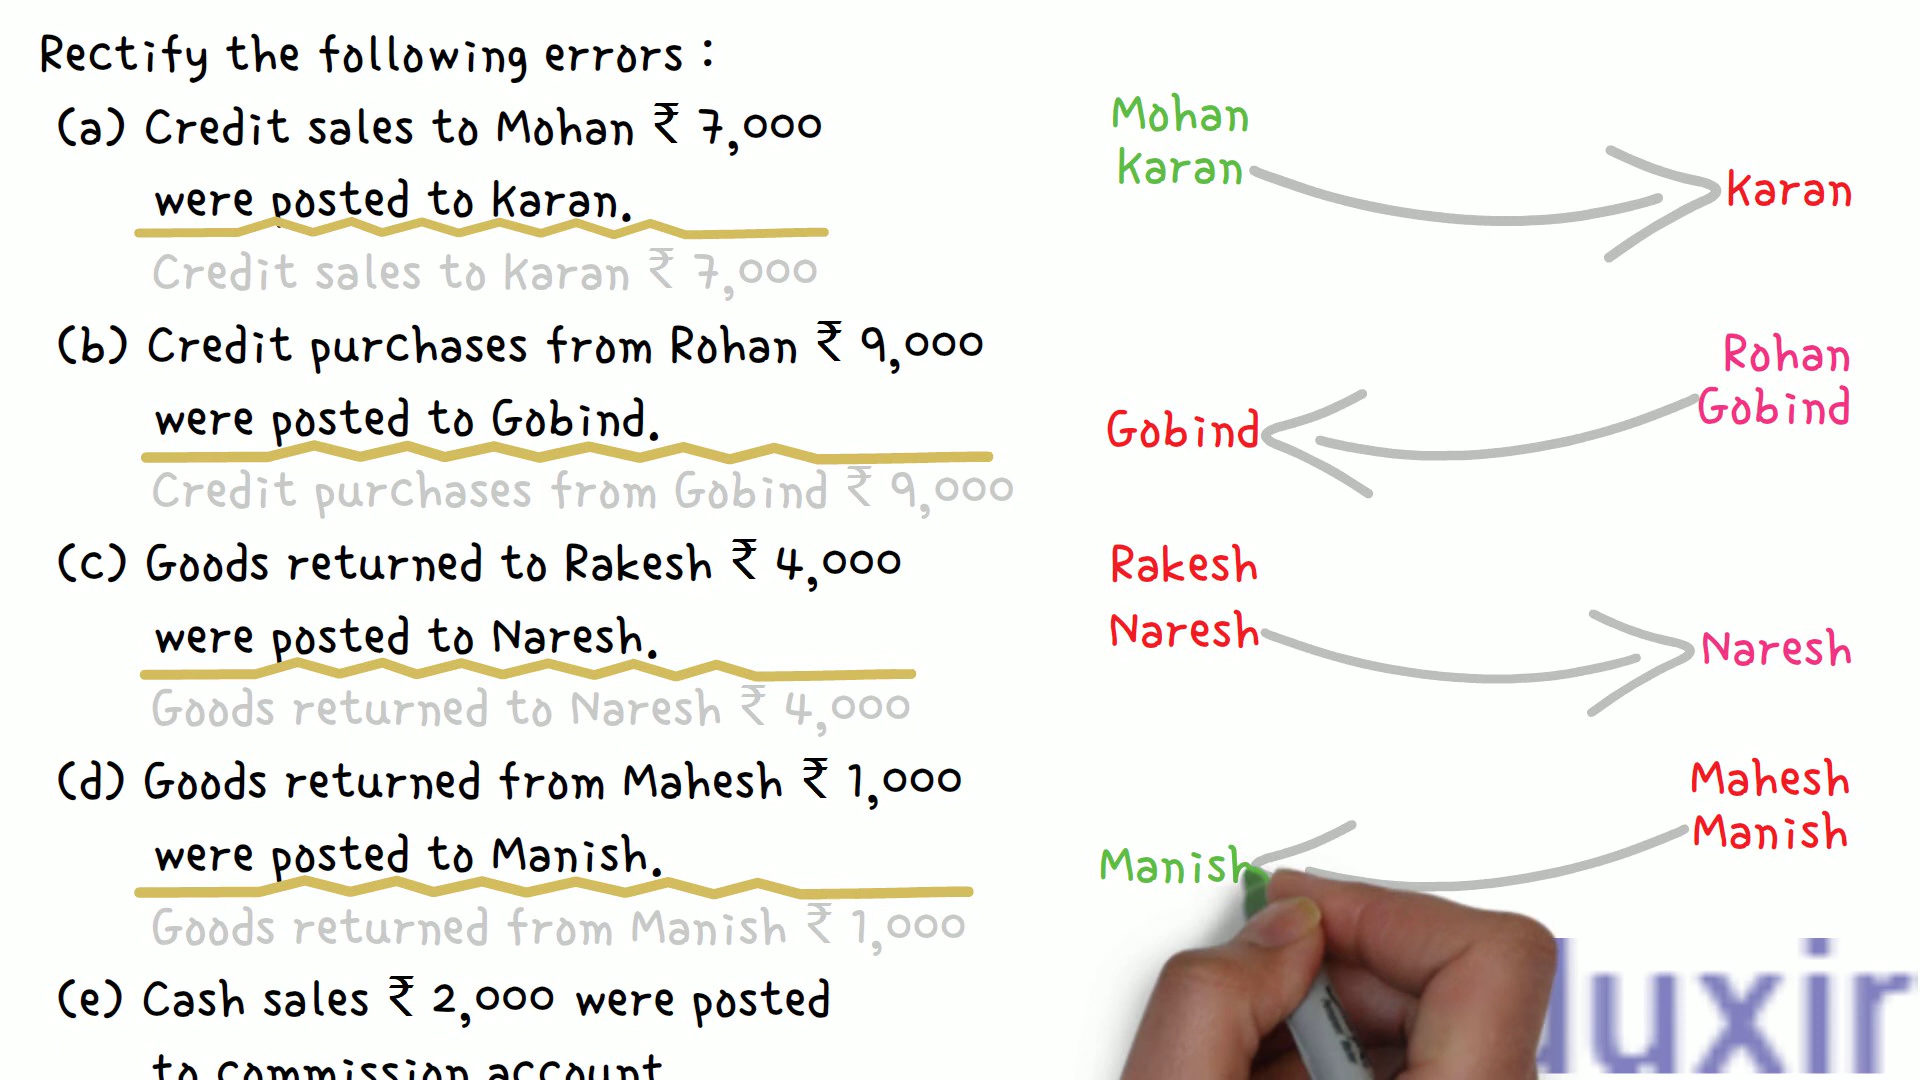 Rectify the following errors :
(a) Credit sales to Mohan ₹ 7,000
were posted to Karan.
Credit sales to Karan ₹ 7,000
(b) Credit purchases from Rohan ₹ 9,000
were posted to Gobind.
Credit purchases from Gobind ₹ 9,000
(c) Goods returned to Rakesh ₹ 4,000
were posted to Naresh.
Goods returned to Naresh ₹ 4,000
(d) Goods returned from Mahesh ₹ 1,000
were posted to Manish.
Goods returned from Manish ₹ 1,000
(e) Cash sales ₹ 2,000 were posted
to commission account
Mohan
Karan
Karan
Rohan
Gobind
Gobind
Rakesh
Naresh
Naresh
Mahesh
Manish
Manish